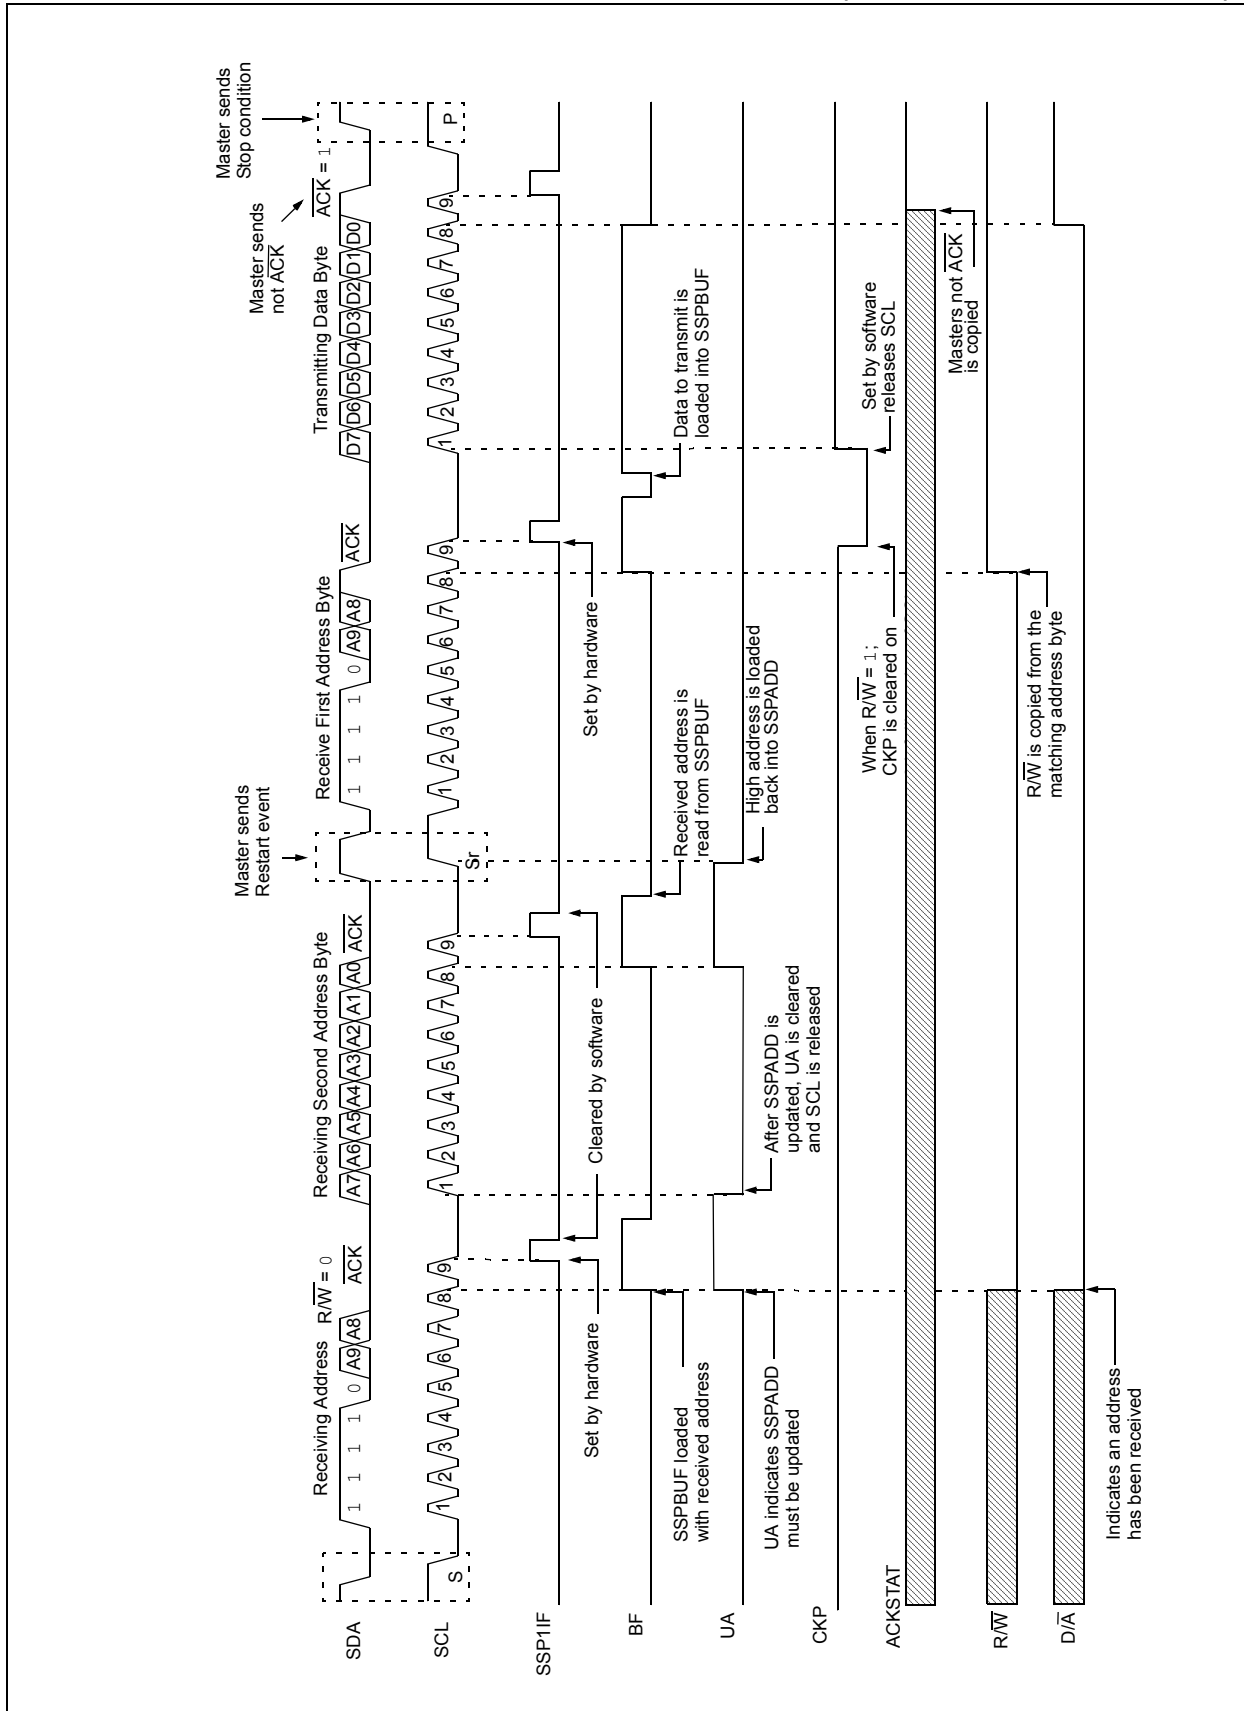 Master sends
Stop condition
Master sends
not ACK
ACK = 1
Master sends
Restart event
Receiving Address R/W = 0
ACK
Receiving Second Address Byte
ACK
Receive First Address Byte
ACK
Transmitting Data Byte
SDA
1 1 1 1 0 A9 A8
A7 A6 A5 A4 A3 A2 A1 A0
1 1 1 1 0 A9 A8
D7 D6 D5 D4 D3 D2 D1 D0
SCL
S
1 2 3 4 5 6 7 8 9
1 2 3 4 5 6 7 8 9
Sr
1 2 3 4 5 6 7 8 9
1 2 3 4 5 6 7 8 9
P
SSP1IF
Set by hardware
Cleared by software
Set by hardware
BF
SSPBUF loaded
with received address
Received address is
read from SSPBUF
Data to transmit is
loaded into SSPBUF
UA
UA indicates SSPADD
must be updated
After SSPADD is
updated, UA is cleared
and SCL is released
High address is loaded
back into SSPADD
CKP
When R/W = 1;
CKP is cleared on
Set by software
releases SCL
ACKSTAT
Masters not ACK
is copied
R/W
R/W is copied from the
matching address byte
D/A
Indicates an address
has been received